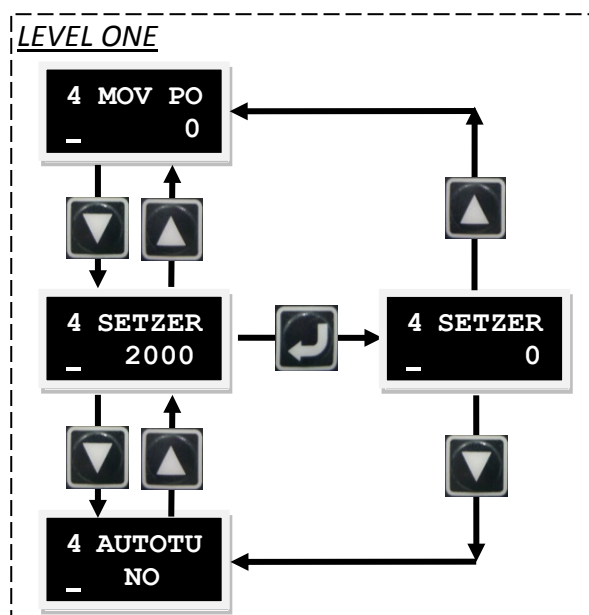 LEVEL ONE
4 MOV PO
_ 0
4 SETZER
_ 2000
4 SETZER
_ 0
4 AUTOTU
_ NO